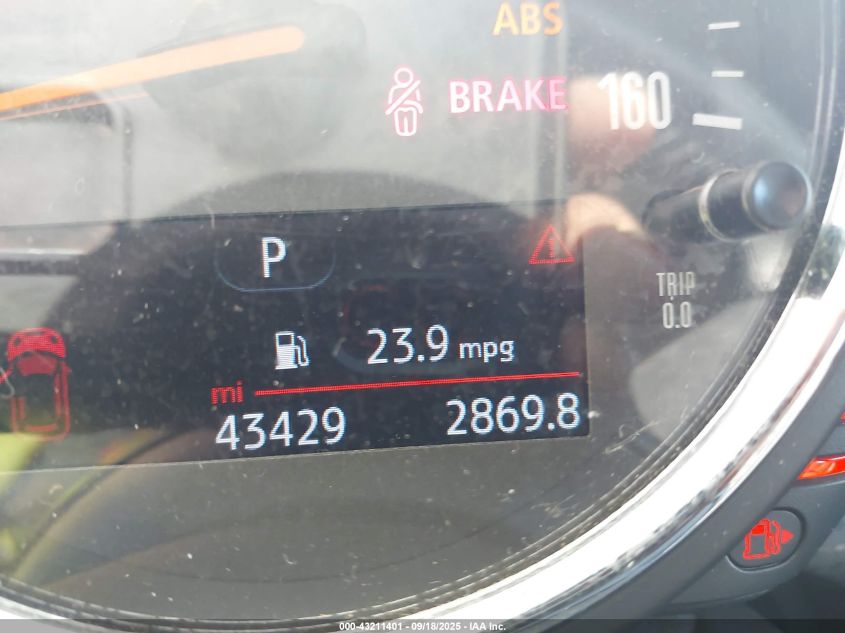 ABS
BRAKE
160
P
TRIP
0.0
23.9 mpg
mi
43429 2869.8
000-43211401 - 09/18/2025 - IAA Inc.